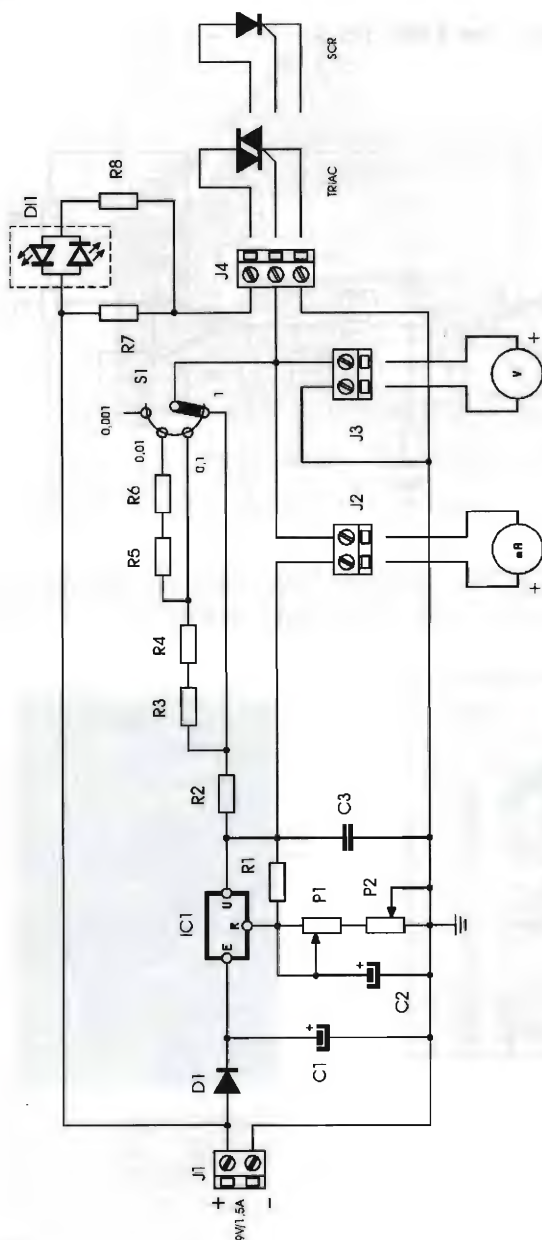 DI1
R8
R7
S1
0,001
0,01
0,1
1
R6
R5
R4
R3
R2
IC1
E
U
R
D1
J1
+
9V/1.5A
-
C1
+
C2
+
R1
P1
P2
C3
J2
mA
+
J3
V
+
J4
TRIAC
SCR